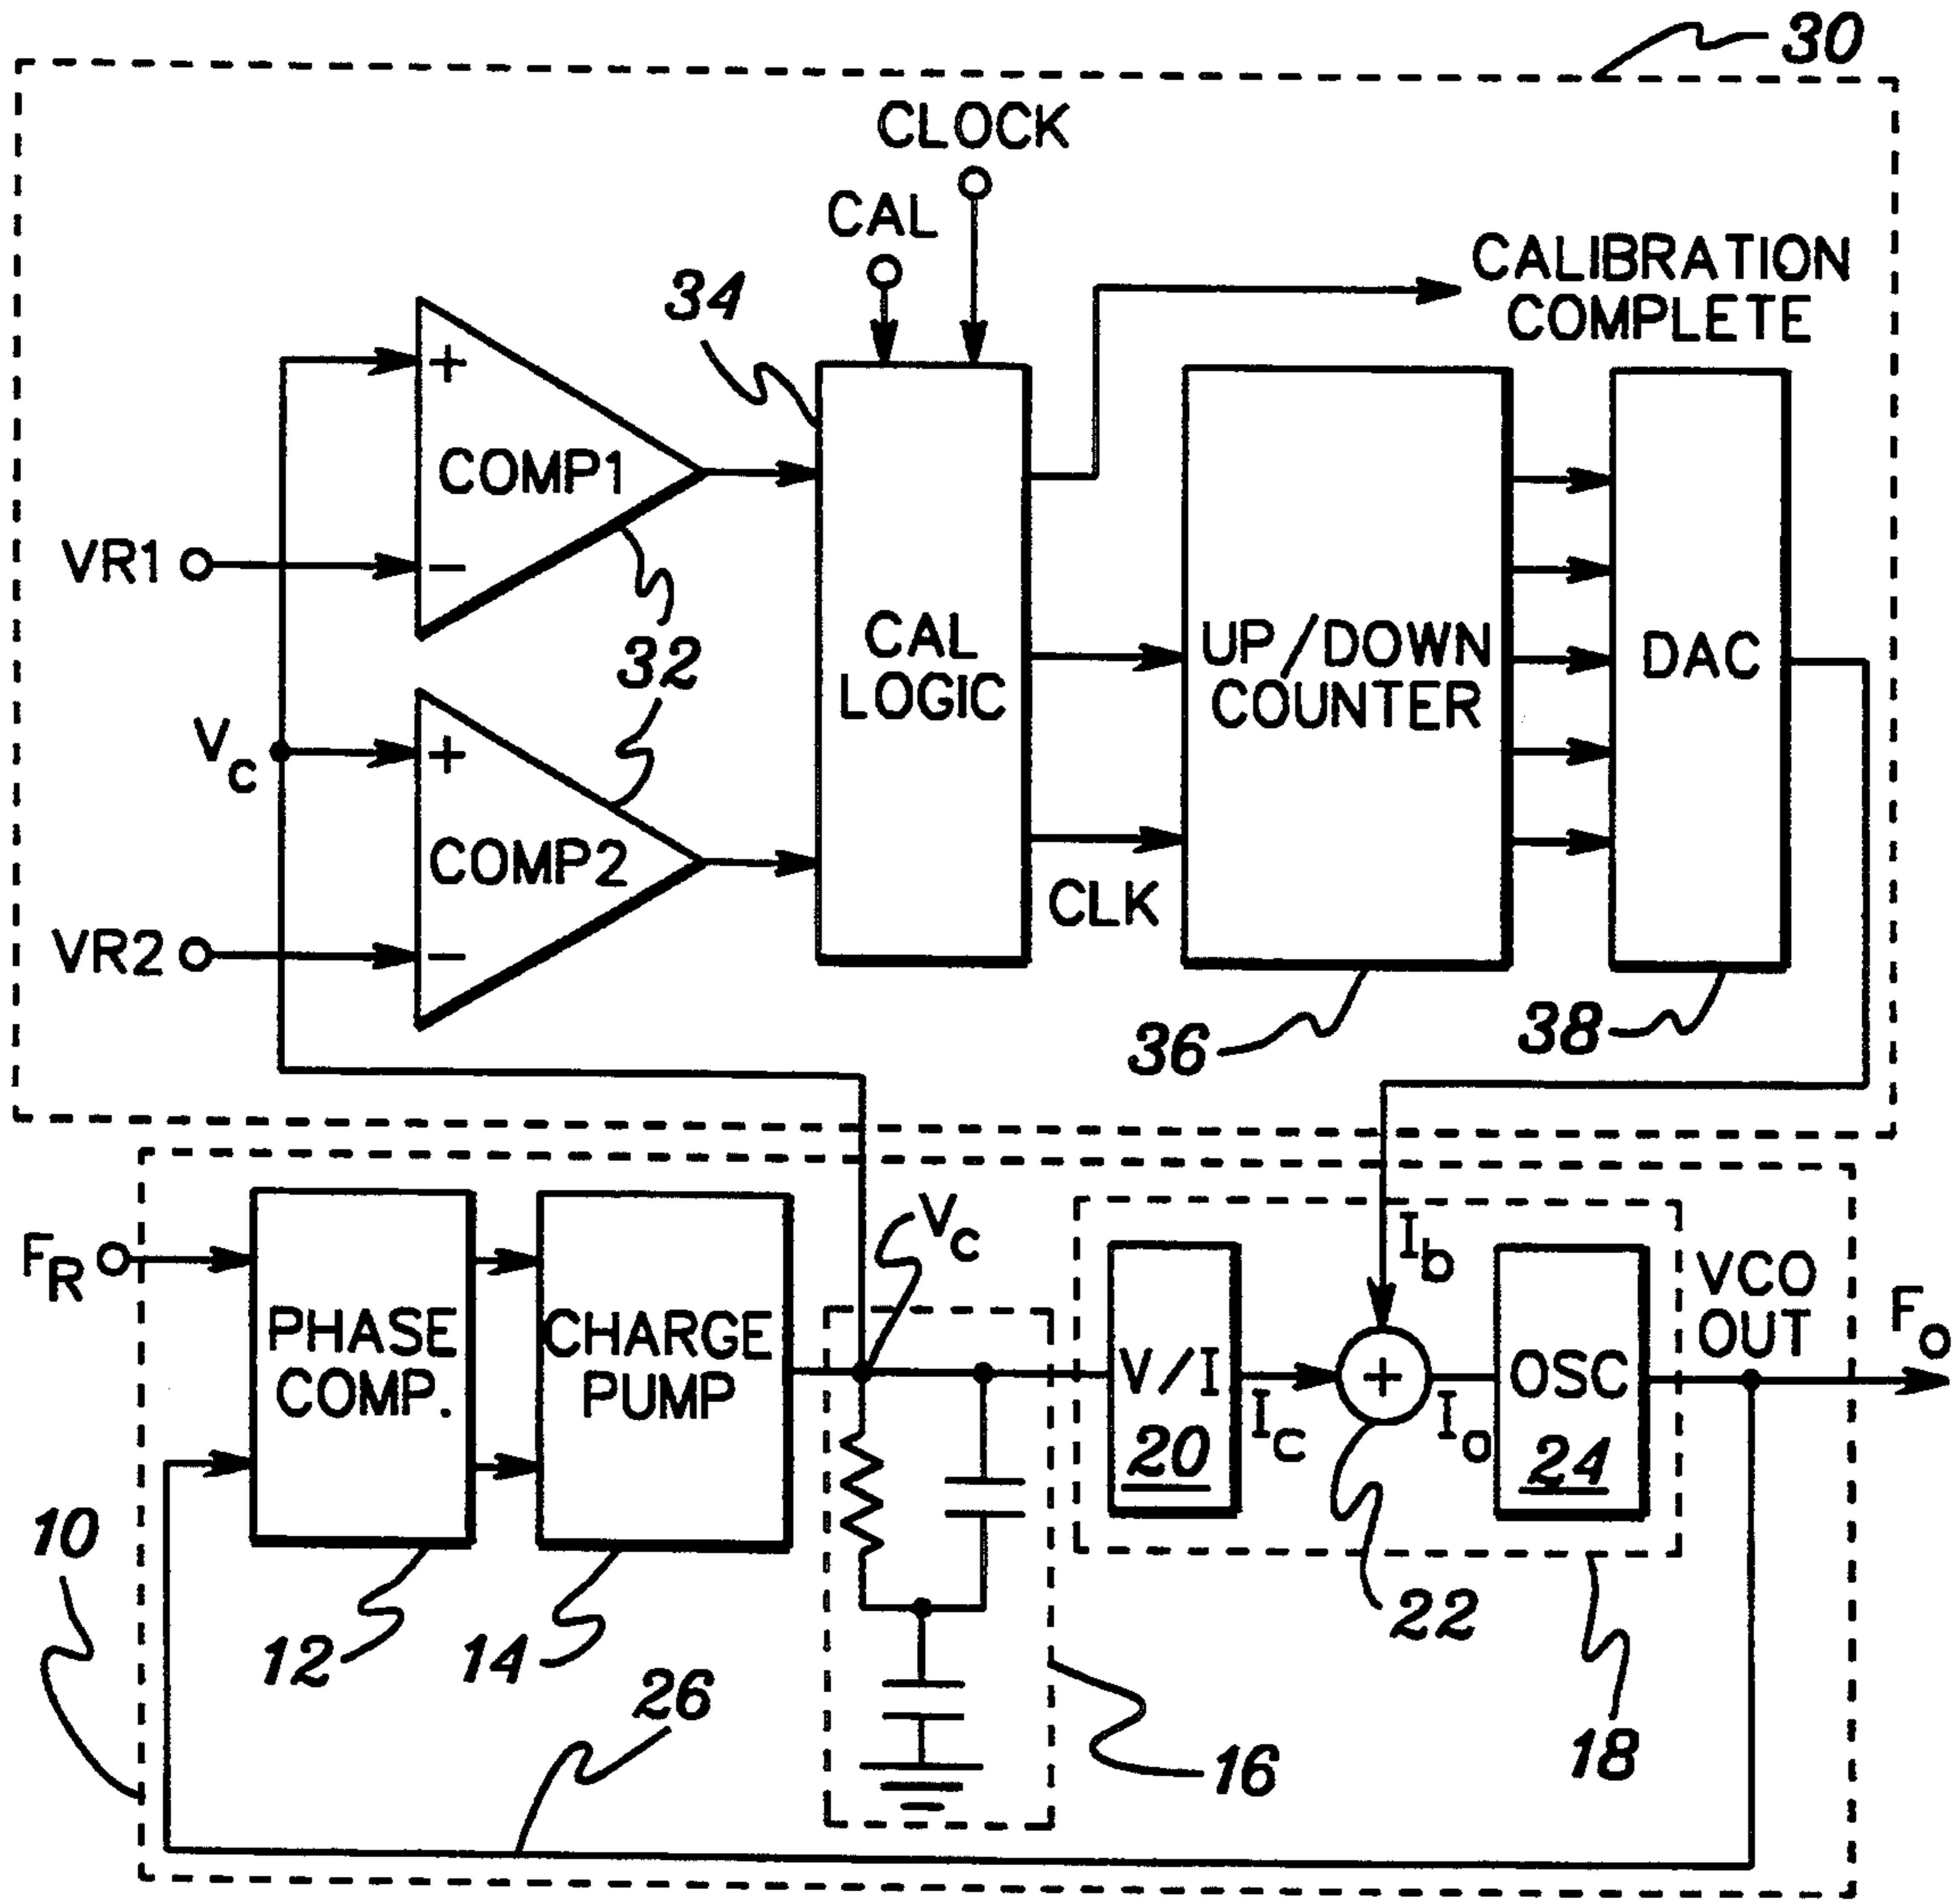 30
CLOCK
CAL
34
CALIBRATION
COMPLETE
+
COMP1
VR1
−
32
CAL
LOGIC
UP/DOWN
COUNTER
DAC
Vc
+
COMP2
CLK
VR2
−
36
38
FR
PHASE
COMP.
CHARGE
PUMP
Vc
V/I
20
Ic
Ib
+
Io
OSC
24
VCO
OUT
Fo
10
12
14
26
22
16
18